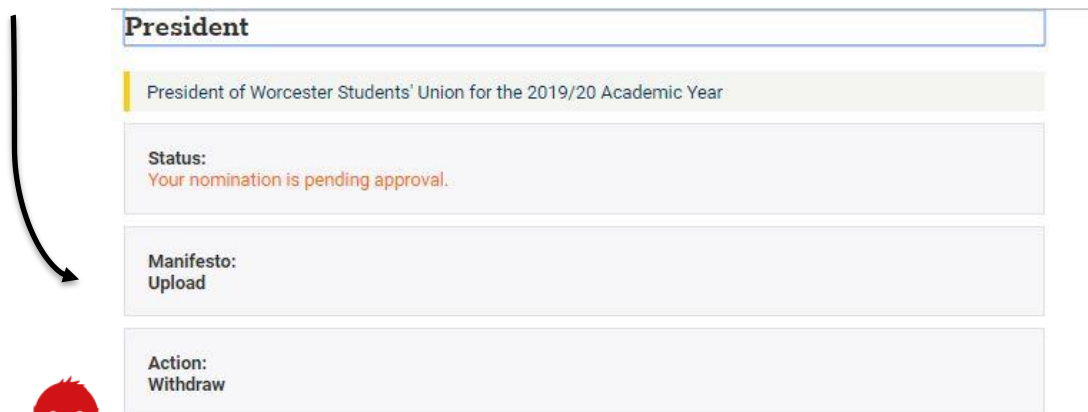 President
President of Worcester Students' Union for the 2019/20 Academic Year
Status:
Your nomination is pending approval.
Manifesto:
Upload
Action:
Withdraw